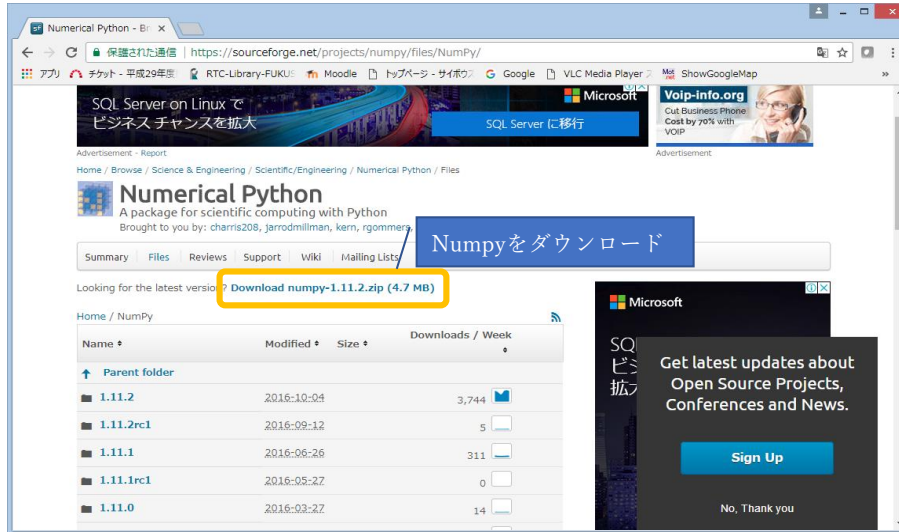 Numerical Python - Br
保護された通信 | https://sourceforge.net/projects/numpy/files/NumPy/
アプリ チケット - 平成29年度 RTC-Library-FUKUS Moodle トップページ - サイボウズ Google VLC Media Player ShowGoogleMap »
SQL Server on Linux で
ビジネス チャンスを拡大
Microsoft
SQL Server に移行
Voip-info.org
Cut Business Phone
Cost by 70% with
VOIP
Advertisement - Report
Advertisement
Home / Browse / Science & Engineering / Scientific/Engineering / Numerical Python / Files
Numerical Python
A package for scientific computing with Python
Brought to you by: charris208, jarrodmillman, kern, rgommers,
Numpyをダウンロード
Summary Files Reviews Support Wiki Mailing Lists
Looking for the latest version? Download numpy-1.11.2.zip (4.7 MB)
Home / NumPy
Name Modified Size Downloads / Week
Parent folder
1.11.2 2016-10-04 3,744
1.11.2rc1 2016-09-12 5
1.11.1 2016-06-26 311
1.11.1rc1 2016-05-27 0
1.11.0 2016-03-27 14
Microsoft
SQ
ビジ
拡大
Get latest updates about
Open Source Projects,
Conferences and News.
Sign Up
No, Thank you